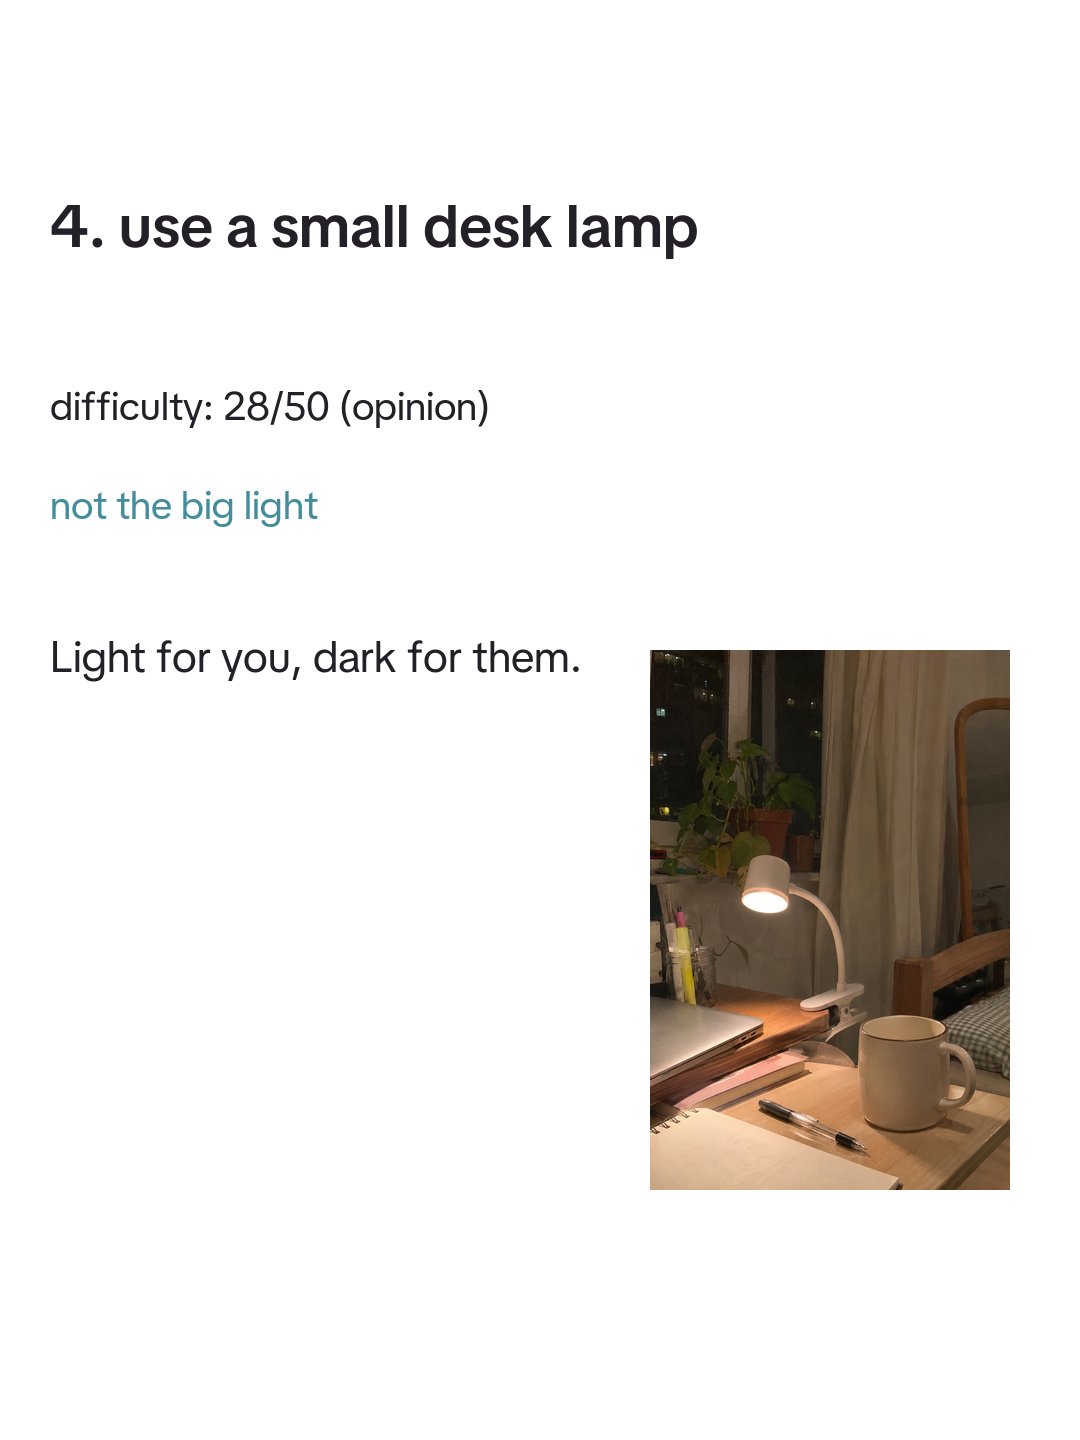 4. use a small desk lamp
difficulty: 28/50 (opinion)
not the big light
Light for you, dark for them.